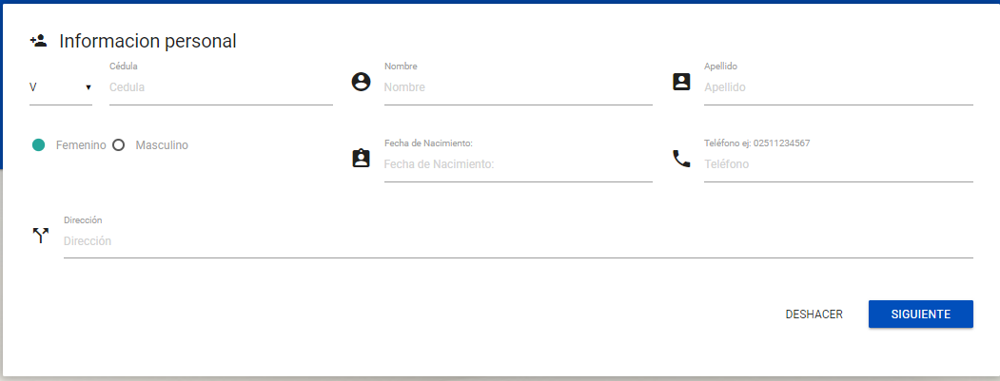 Informacion personal
Cédula
Nombre
Apellido
V
Cedula
Nombre
Apellido
Femenino
Masculino
Fecha de Nacimiento:
Teléfono ej: 02511234567
Fecha de Nacimiento:
Teléfono
Dirección
Dirección
DESHACER
SIGUIENTE